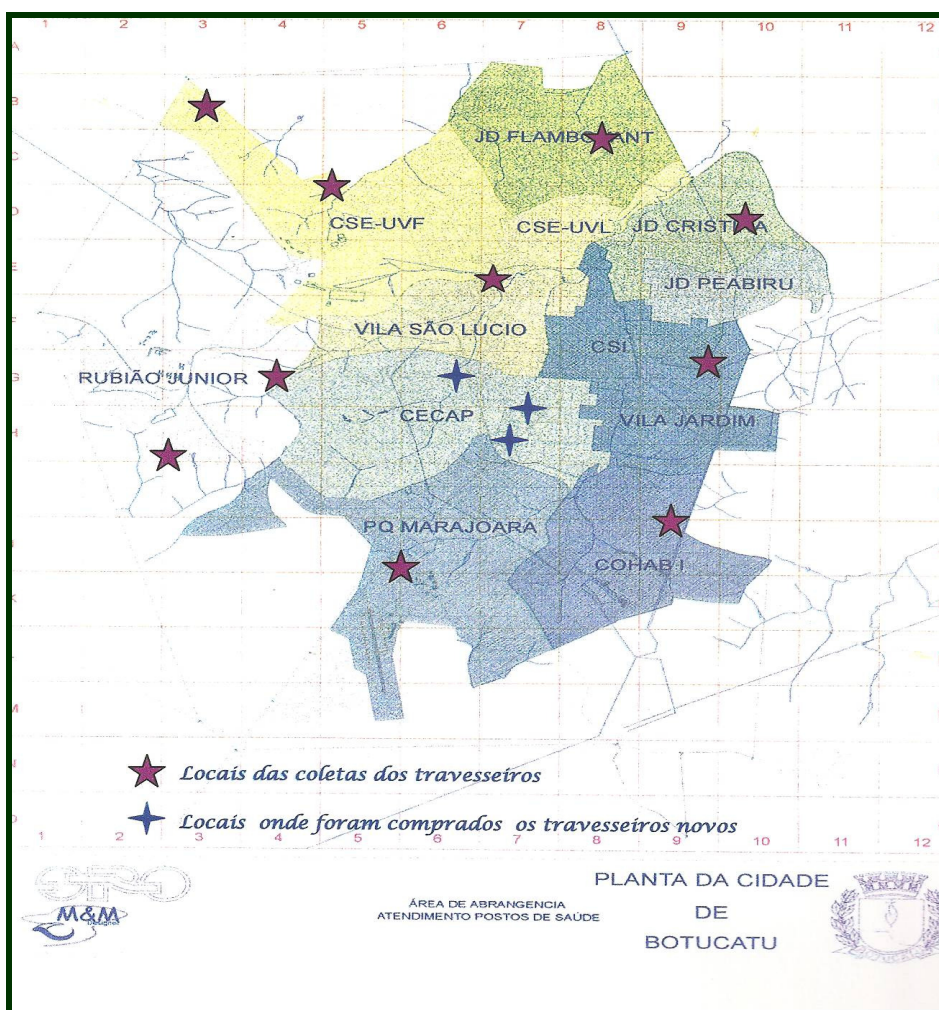 1 2 3 4 5 6 7 8 9 10 11 12
A
B
JD FLAMBOYANT
C
CSE-UVF
CSE-UVL
JD CRISTINA
D
E
JD PEABIRU
VILA SÃO LUCIO
CSI
F
RUBIÃO JUNIOR
G
CECAP
VILA JARDIM
H
PQ MARAJOARA
COHAB I
K
M
N
Locais das coletas dos travesseiros
Locais onde foram comprados os travesseiros novos
O
1 2 3 4 5 6 7 8 9 10 11 12
M&M
Designer
ÁREA DE ABRANGENCIA
ATENDIMENTO POSTOS DE SAÚDE
PLANTA DA CIDADE
DE
BOTUCATU
BOTUCATU